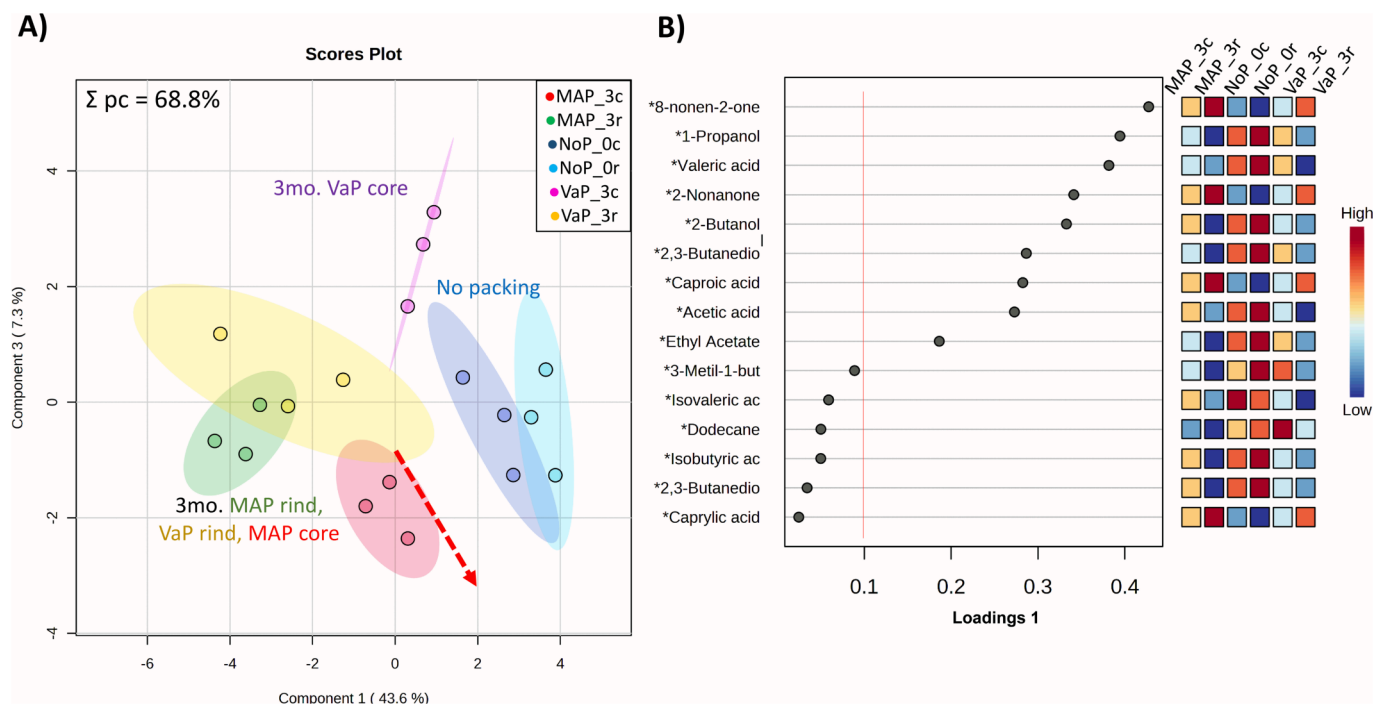 A)
Scores Plot
Σ pc = 68.8%
MAP_3c
MAP_3r
NoP_0c
NoP_0r
VaP_3c
VaP_3r
3mo. VaP core
No packing
3mo. MAP rind,
VaP rind, MAP core
Component 3 ( 7.3 %)
4
2
0
-2
-4
-6
-4
-2
0
2
4
Component 1 ( 43.6 %)
B)
MAP_3c
MAP_3r
NoP_0c
NoP_0r
VaP_3c
VaP_3r
*8-nonen-2-one
*1-Propanol
*Valeric acid
*2-Nonanone
*2-Butanol
l
*2,3-Butanedio
*Caproic acid
*Acetic acid
*Ethyl Acetate
*3-Metil-1-but
*Isovaleric ac
*Dodecane
*Isobutyric ac
*2,3-Butanedio
*Caprylic acid
0.1
0.2
0.3
0.4
Loadings 1
High
Low